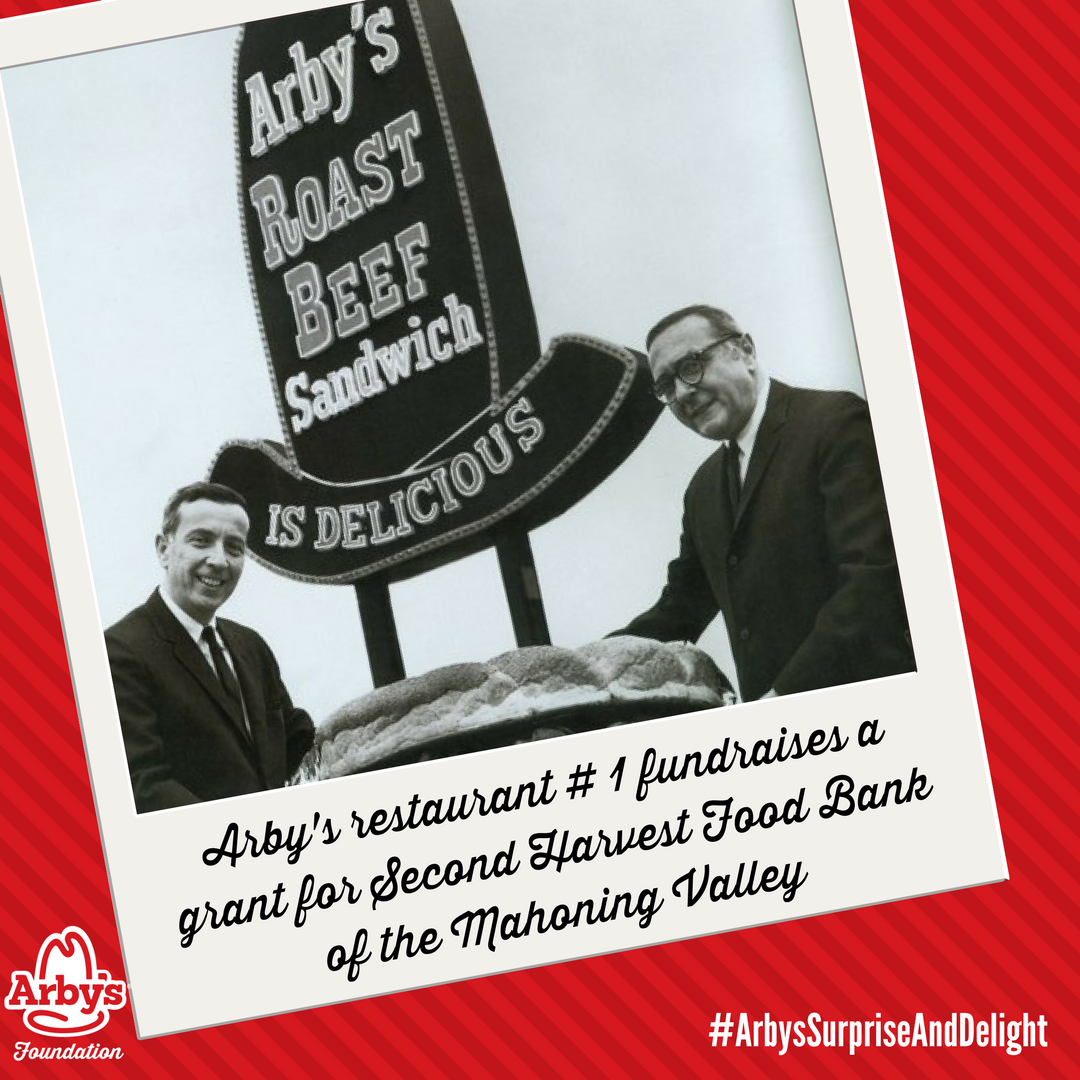 Arby's
ROAST
BEEF
Sandwich
IS DELICIOUS
Arby's restaurant # 1 fundraises a
grant for Second Harvest Food Bank
of the Mahoning Valley
Arby's
Foundation
#ArbysSurpriseAndDelight